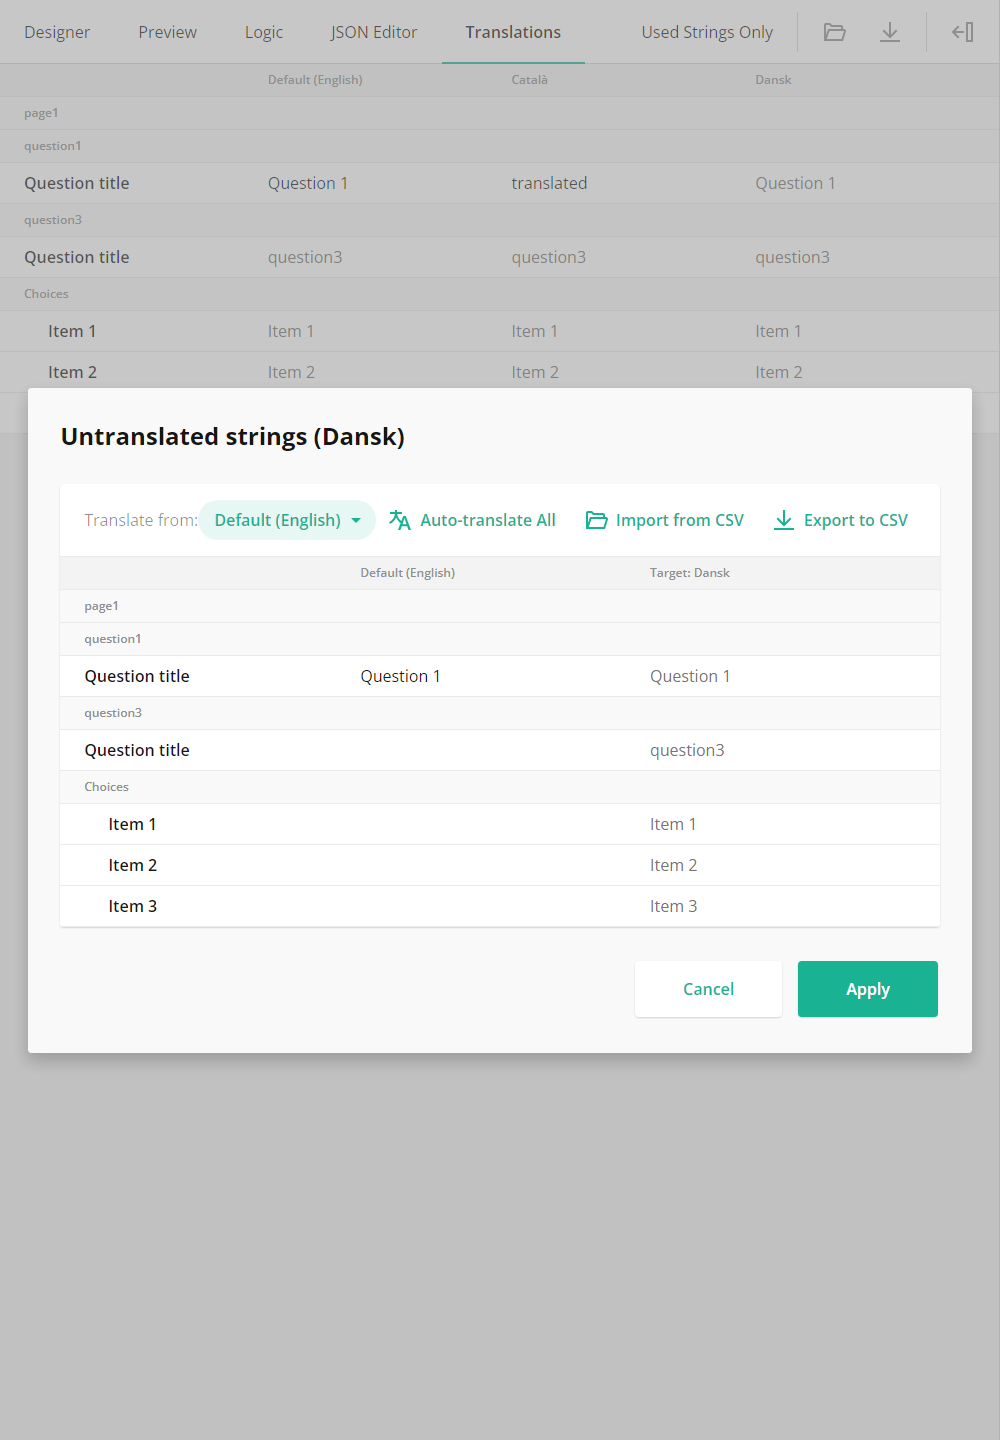 Designer Preview Logic JSON Editor Translations Used Strings Only
Default (English) Català Dansk
page1
question1
Question title Question 1 translated Question 1
question3
Question title question3 question3 question3
Choices
Item 1 Item 1 Item 1 Item 1
Item 2 Item 2 Item 2 Item 2
Untranslated strings (Dansk)
Translate from: Default (English) Auto-translate All Import from CSV Export to CSV
Default (English) Target: Dansk
page1
question1
Question title Question 1 Question 1
question3
Question title question3
Choices
Item 1 Item 1
Item 2 Item 2
Item 3 Item 3
Cancel Apply